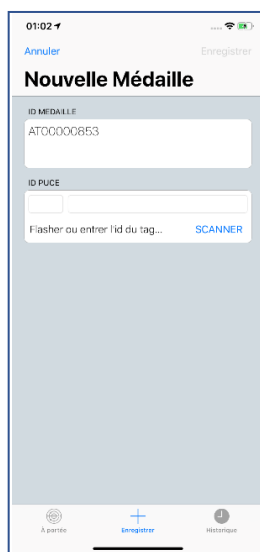 01:02
Annuler Enregistrer
Nouvelle Médaille
ID MEDAILLE
AT00000853
ID PUCE
Flasher ou entrer l'id du tag... SCANNER
À portée Enregistrer Historique